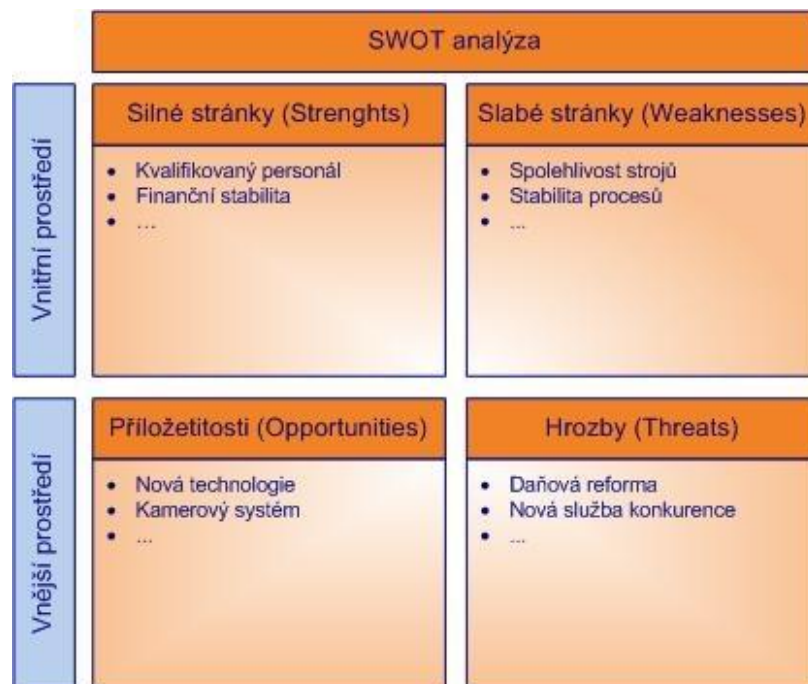 SWOT analýza
Vnitřní prostředí
Silné stránky (Strenghts)
• Kvalifikovaný personál
• Finanční stabilita
• ...
Slabé stránky (Weaknesses)
• Spolehlivost strojů
• Stabilita procesů
• ...
Vnější prostředí
Příložetitosti (Opportunities)
• Nová technologie
• Kamerový systém
• ...
Hrozby (Threats)
• Daňová reforma
• Nová služba konkurence
• ...